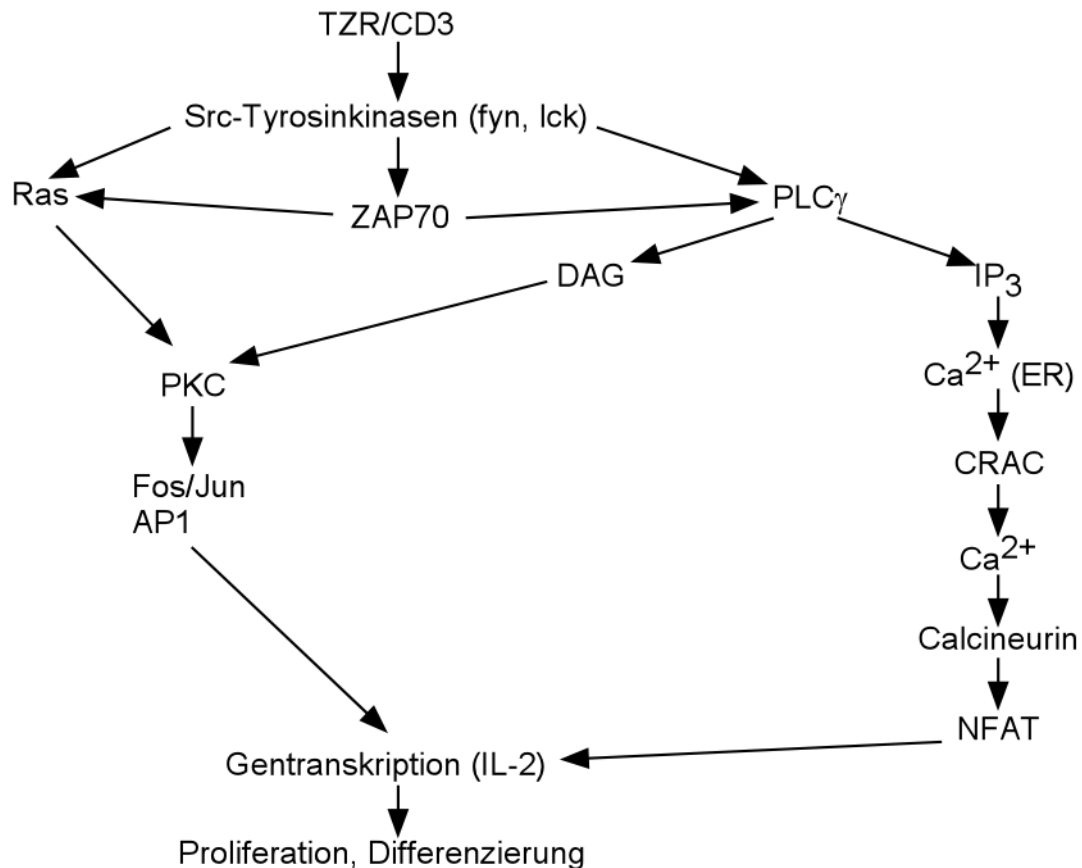 TZR/CD3
Src-Tyrosinkinasen (fyn, lck)
Ras
ZAP70
PLCγ
DAG
IP3
PKC
Ca2+ (ER)
Fos/Jun
AP1
CRAC
Ca2+
Calcineurin
NFAT
Gentranskription (IL-2)
Proliferation, Differenzierung